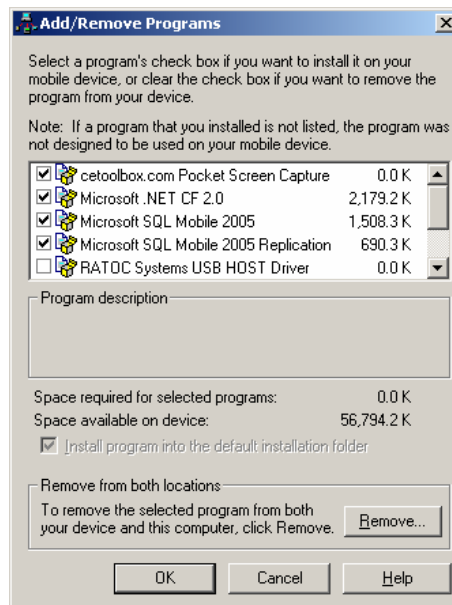 Add/Remove Programs
Select a program's check box if you want to install it on your
mobile device, or clear the check box if you want to remove the
program from your device.
Note: If a program that you installed is not listed, the program was
not designed to be used on your mobile device.
cetoolbox.com Pocket Screen Capture 0.0 K
Microsoft .NET CF 2.0 2,179.2 K
Microsoft SQL Mobile 2005 1,508.3 K
Microsoft SQL Mobile 2005 Replication 690.3 K
RATOC Systems USB HOST Driver 0.0 K
Program description
Space required for selected programs: 0.0 K
Space available on device: 56,794.2 K
Install program into the default installation folder
Remove from both locations
To remove the selected program from both
your device and this computer, click Remove.
Remove...
OK Cancel Help